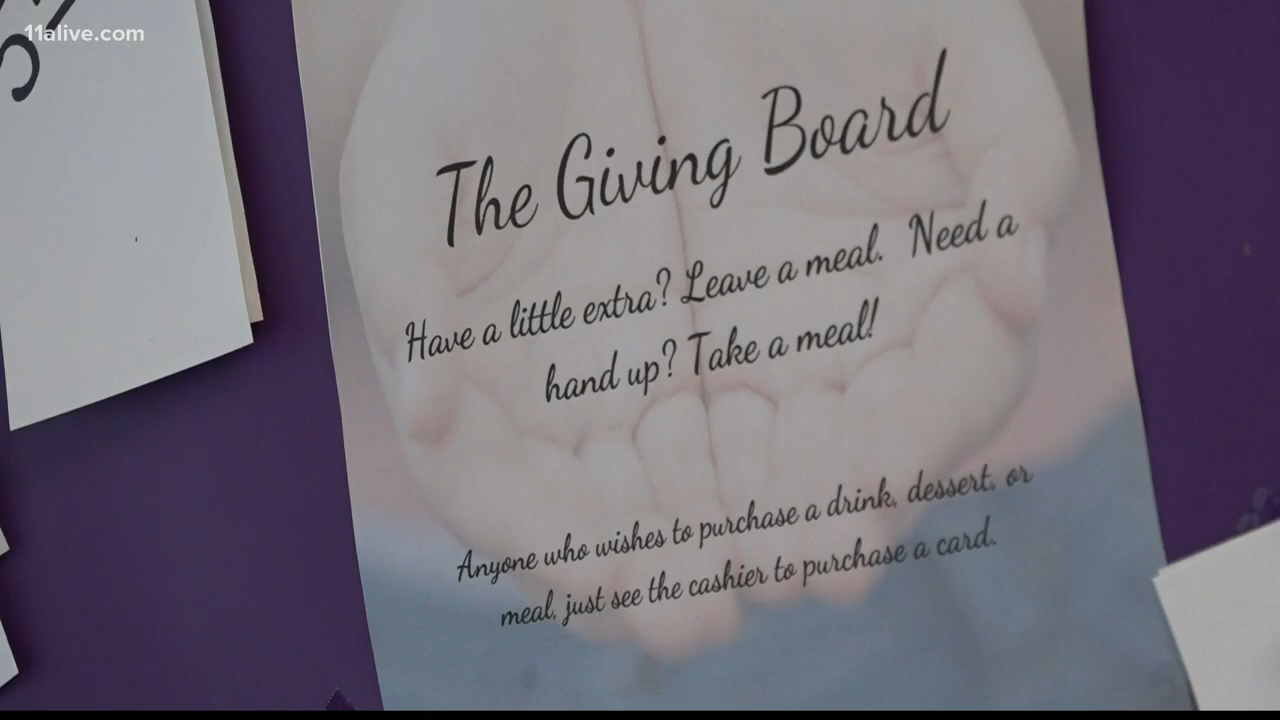 11alive.com
The Giving Board
Have a little extra? Leave a meal. Need a
hand up? Take a meal!
Anyone who wishes to purchase a drink, dessert, or
meal, just see the cashier to purchase a card.